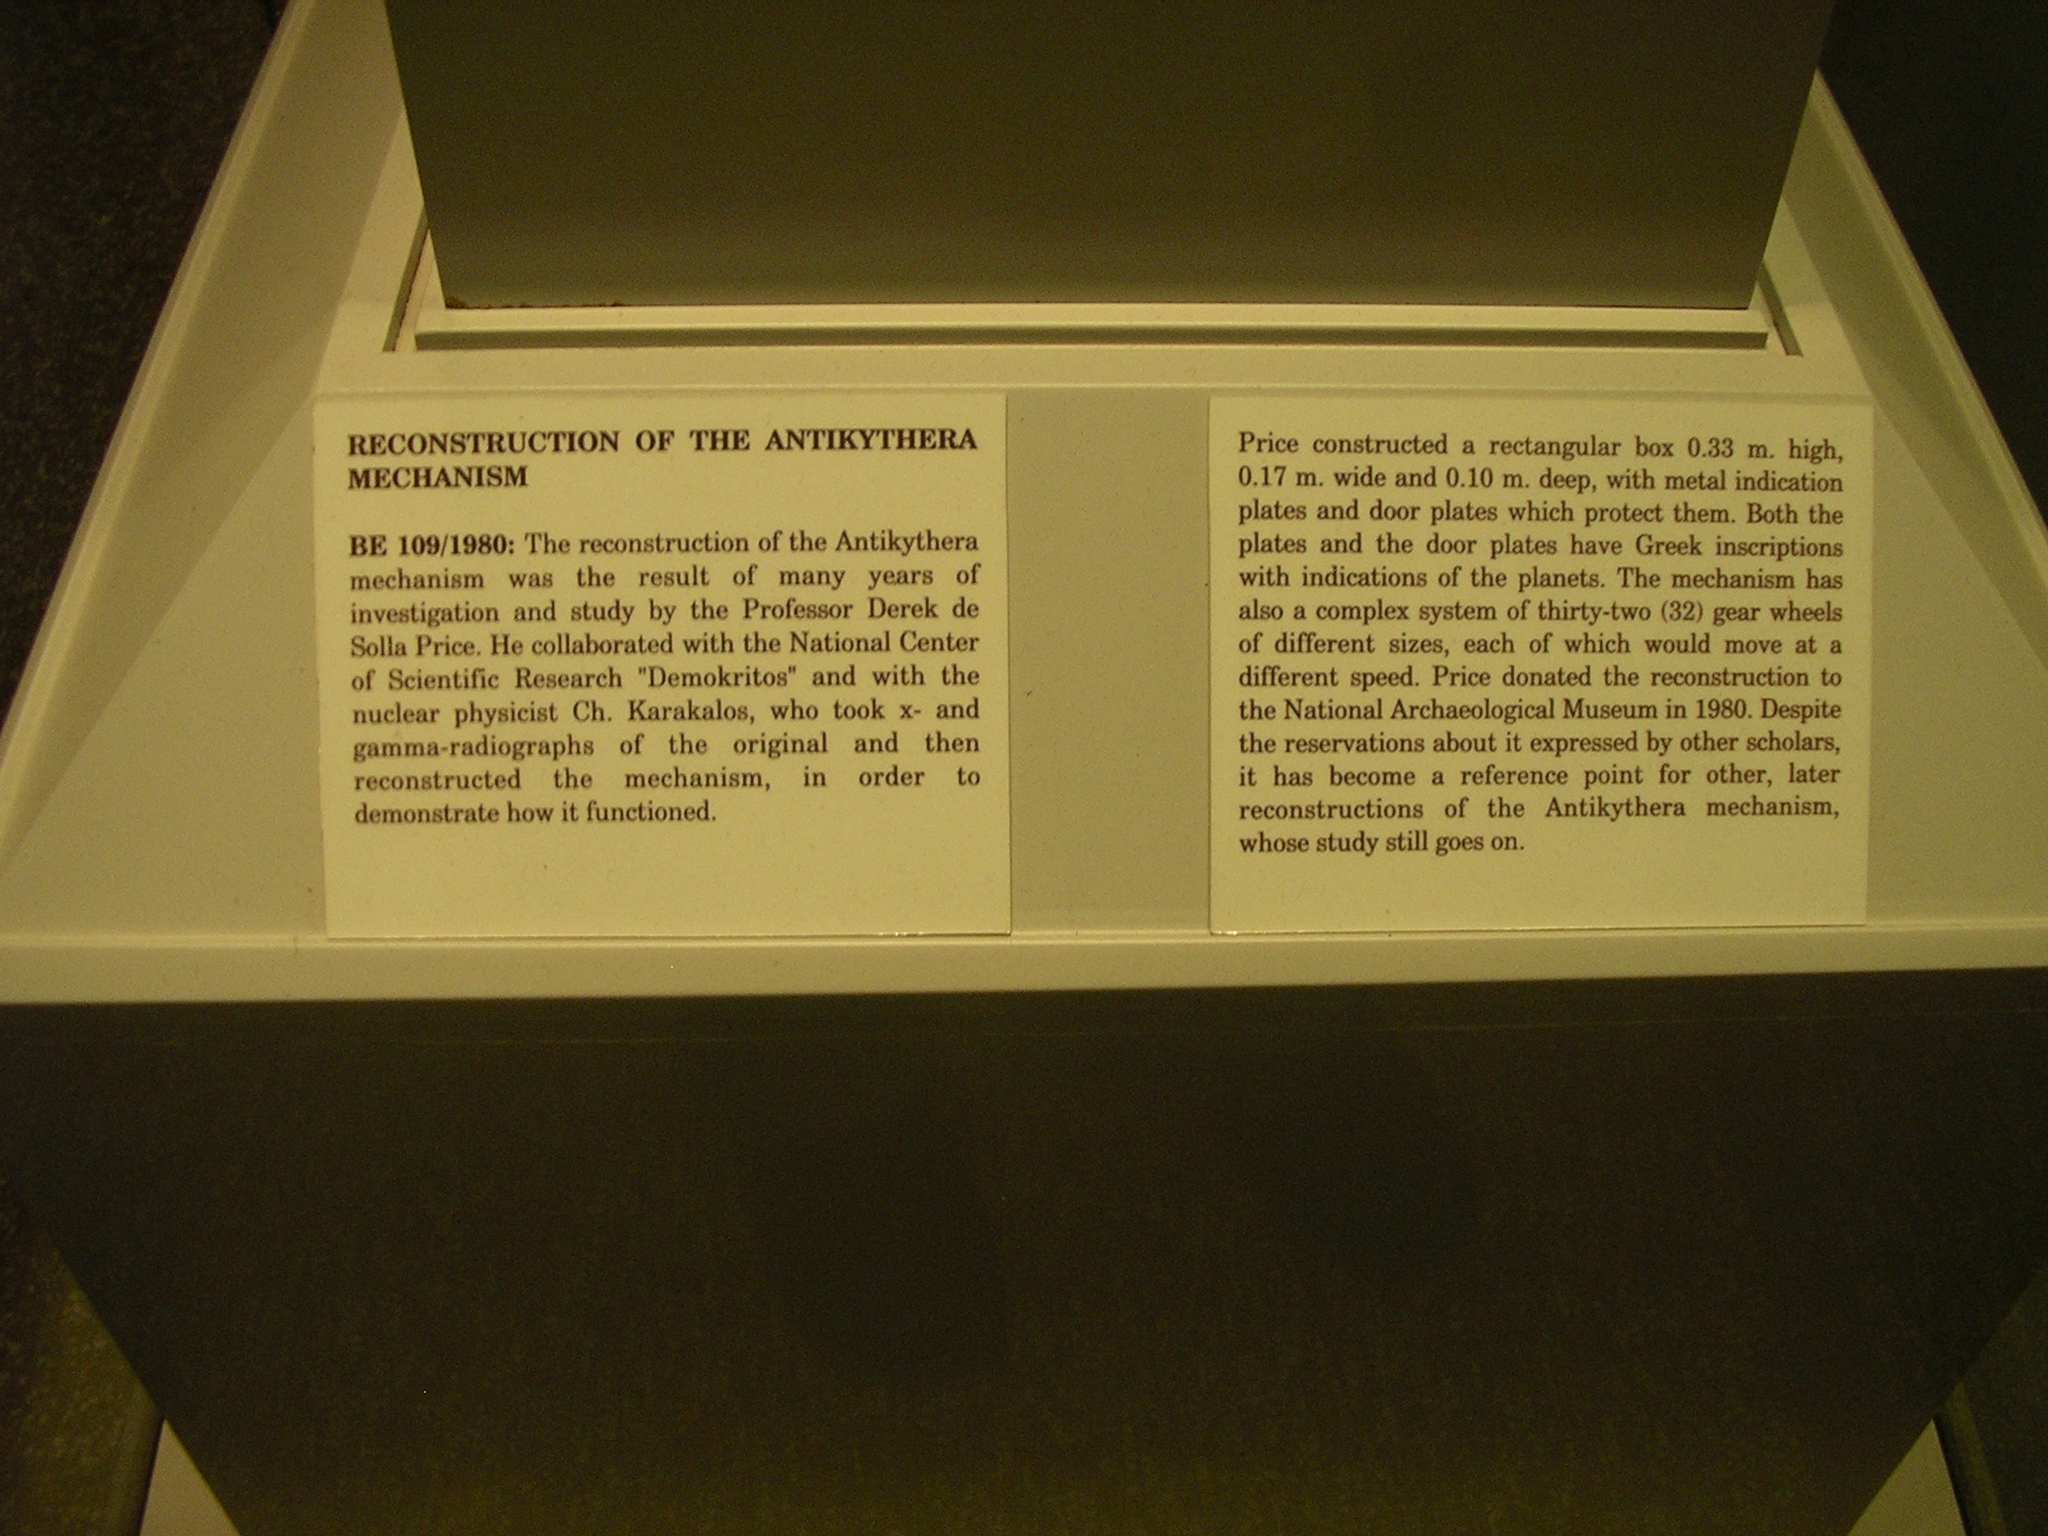 RECONSTRUCTION OF THE ANTIKYTHERA
MECHANISM
BE 109/1980: The reconstruction of the Antikythera
mechanism was the result of many years of
investigation and study by the Professor Derek de
Solla Price. He collaborated with the National Center
of Scientific Research "Demokritos" and with the
nuclear physicist Ch. Karakalos, who took x- and
gamma-radiographs of the original and then
reconstructed the mechanism, in order to
demonstrate how it functioned.
Price constructed a rectangular box 0.33 m. high,
0.17 m. wide and 0.10 m. deep, with metal indication
plates and door plates which protect them. Both the
plates and the door plates have Greek inscriptions
with indications of the planets. The mechanism has
also a complex system of thirty-two (32) gear wheels
of different sizes, each of which would move at a
different speed. Price donated the reconstruction to
the National Archaeological Museum in 1980. Despite
the reservations about it expressed by other scholars,
it has become a reference point for other, later
reconstructions of the Antikythera mechanism,
whose study still goes on.